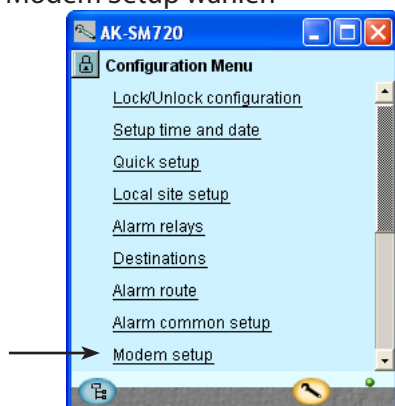 Modem Setup wählen
AK-SM720
Configuration Menu
Lock/Unlock configuration
Setup time and date
Quick setup
Local site setup
Alarm relays
Destinations
Alarm route
Alarm common setup
Modem setup